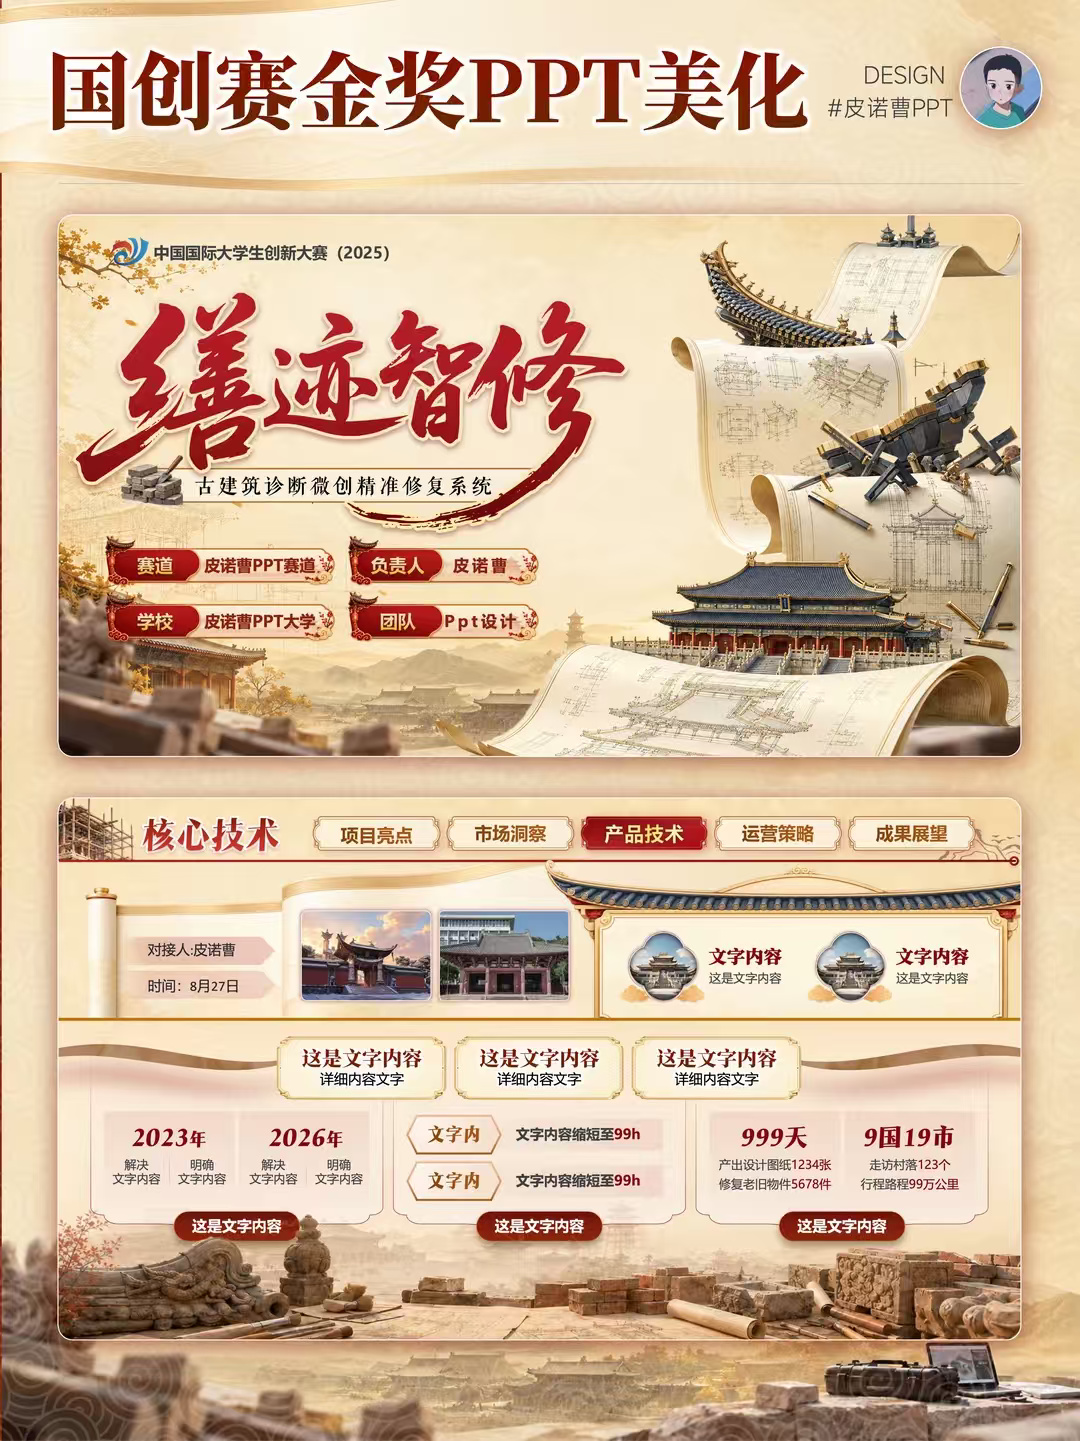 国创赛金奖PPT美化
DESIGN
#皮诺曹PPT
中国国际大学生创新大赛（2025）
缮迹智修
古建筑诊断微创精准修复系统
赛道 皮诺曹PPT赛道
负责人 皮诺曹
学校 皮诺曹PPT大学
团队 Ppt设计
核心技术
项目亮点
市场洞察
产品技术
运营策略
成果展望
对接人:皮诺曹
时间：8月27日
文字内容
这是文字内容
文字内容
这是文字内容
这是文字内容
详细内容文字
这是文字内容
详细内容文字
这是文字内容
详细内容文字
2023年
解决
文字内容
明确
文字内容
2026年
解决
文字内容
明确
文字内容
这是文字内容
文字内 文字内容缩短至99h
文字内 文字内容缩短至99h
这是文字内容
999天
产出设计图纸1234张
修复老旧物件5678件
9国19市
走访村落123个
行程路程99万公里
这是文字内容